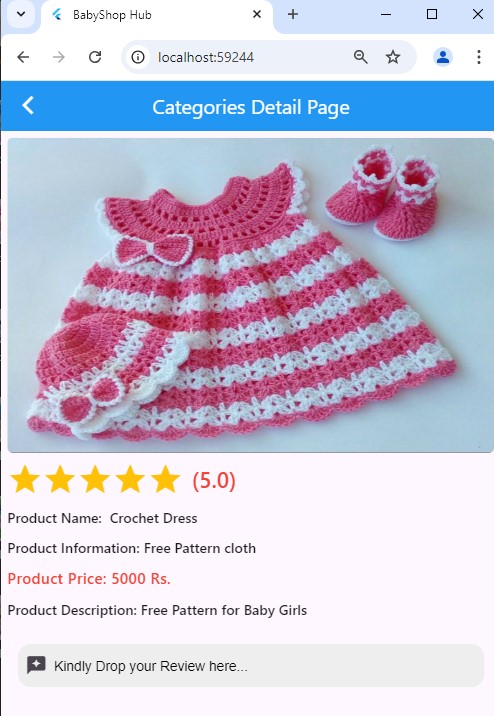 BabyShop Hub
localhost:59244
Categories Detail Page
(5.0)
Product Name:  Crochet Dress
Product Information: Free Pattern cloth
Product Price: 5000 Rs.
Product Description: Free Pattern for Baby Girls
Kindly Drop your Review here...